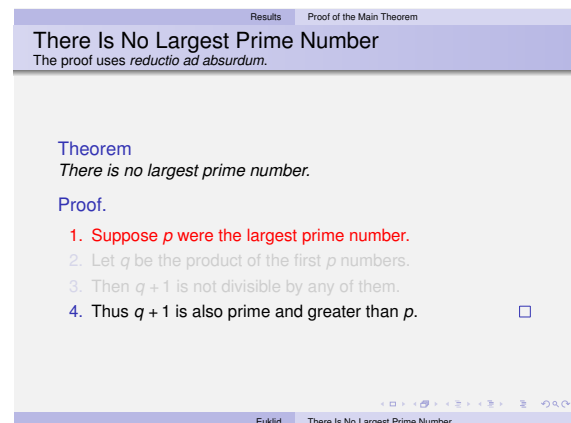 Results Proof of the Main Theorem
There Is No Largest Prime Number
The proof uses reductio ad absurdum.
Theorem
There is no largest prime number.
Proof.
1. Suppose p were the largest prime number.
2. Let q be the product of the first p numbers.
3. Then q + 1 is not divisible by any of them.
4. Thus q + 1 is also prime and greater than p.
Euklid There Is No Largest Prime Number